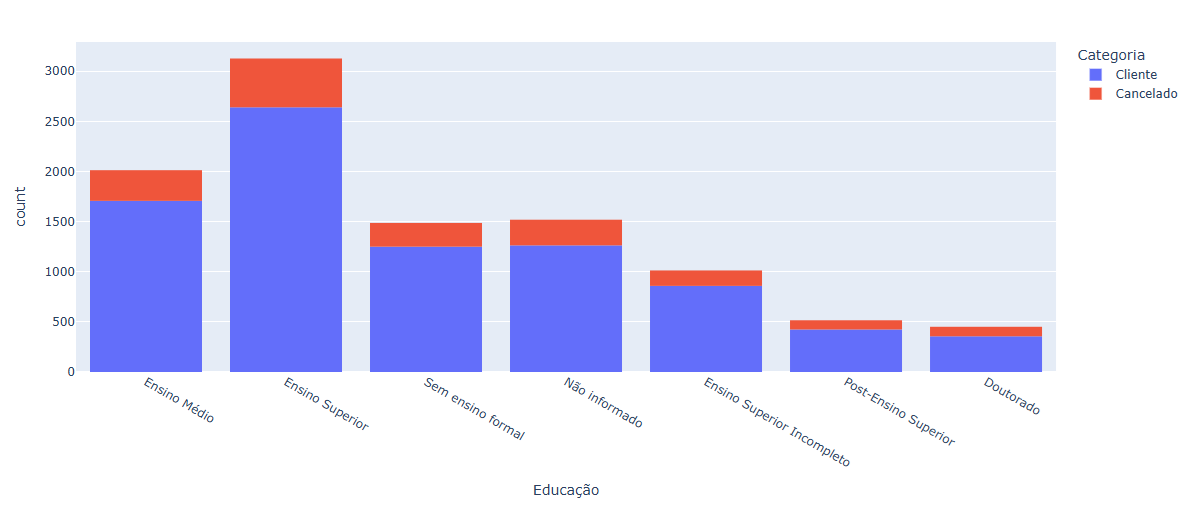 Categoria
Cliente
Cancelado
count
3000
2500
2000
1500
1000
500
0
Ensino Médio
Ensino Superior
Sem ensino formal
Não informado
Ensino Superior Incompleto
Post-Ensino Superior
Doutorado
Educação